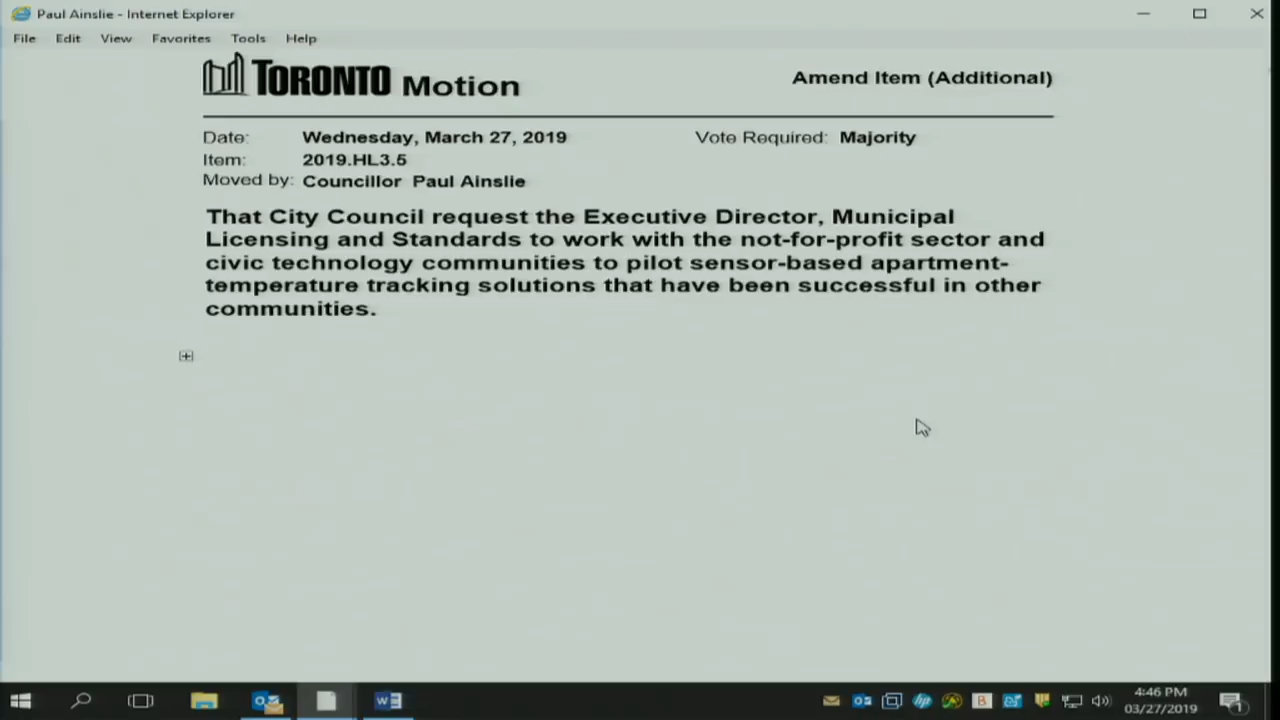 Paul Ainslie - Internet Explorer
File Edit View Favorites Tools Help
TORONTO Motion
Amend Item (Additional)
Date: Wednesday, March 27, 2019
Vote Required: Majority
Item: 2019.HL3.5
Moved by: Councillor Paul Ainslie
That City Council request the Executive Director, Municipal
Licensing and Standards to work with the not-for-profit sector and
civic technology communities to pilot sensor-based apartment-
temperature tracking solutions that have been successful in other
communities.
4:46 PM
03/27/2019